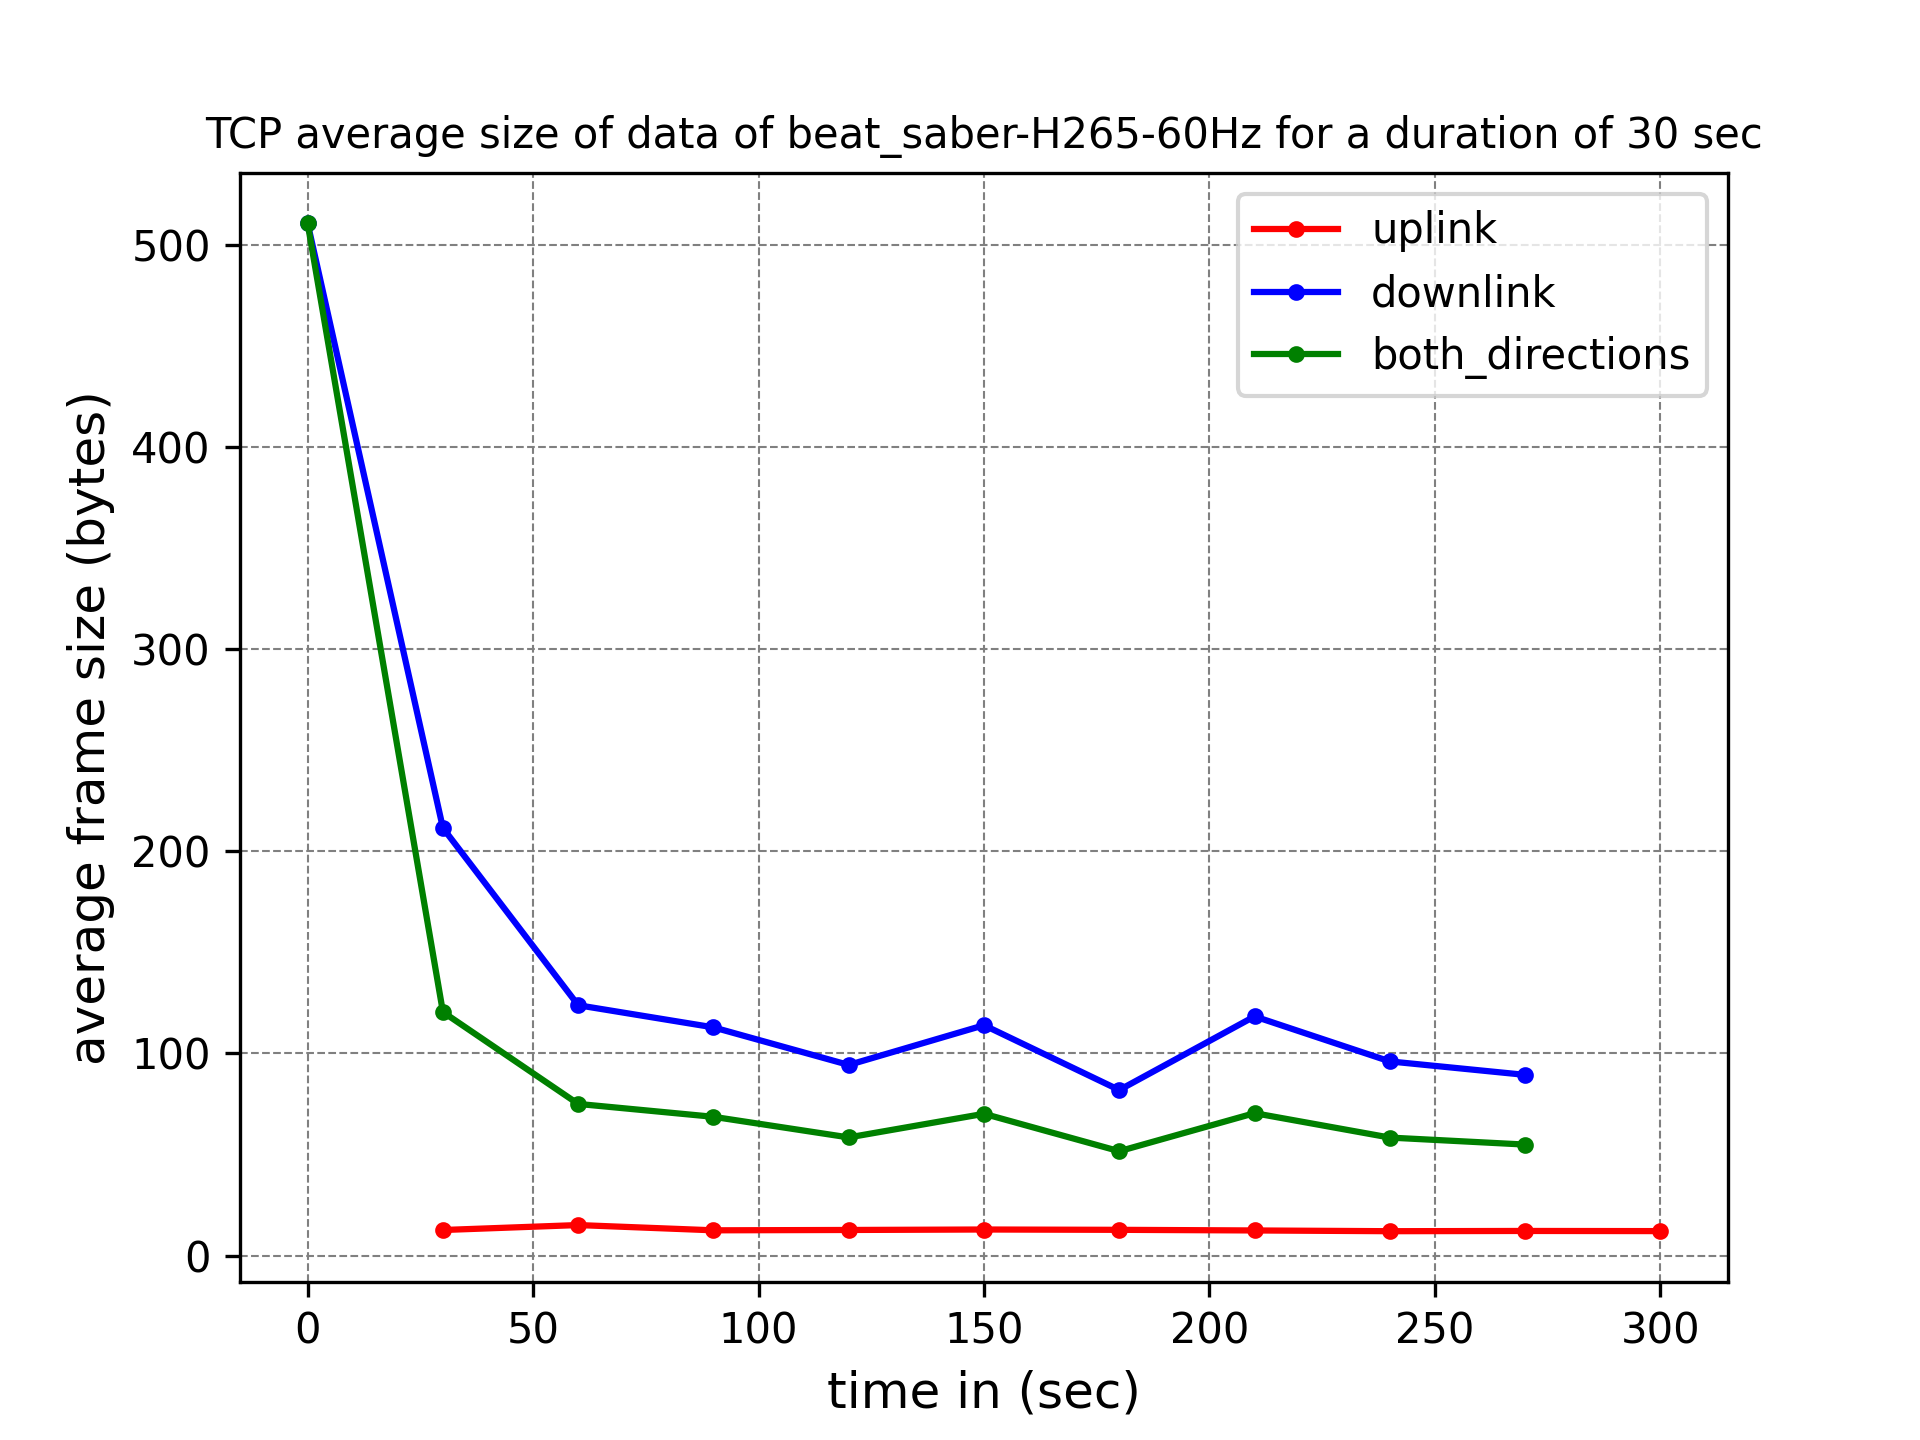 TCP average size of data of beat_saber-H265-60Hz for a duration of 30 sec
uplink
downlink
both_directions
average frame size (bytes)
500
400
300
200
100
0
0 50 100 150 200 250 300
time in (sec)